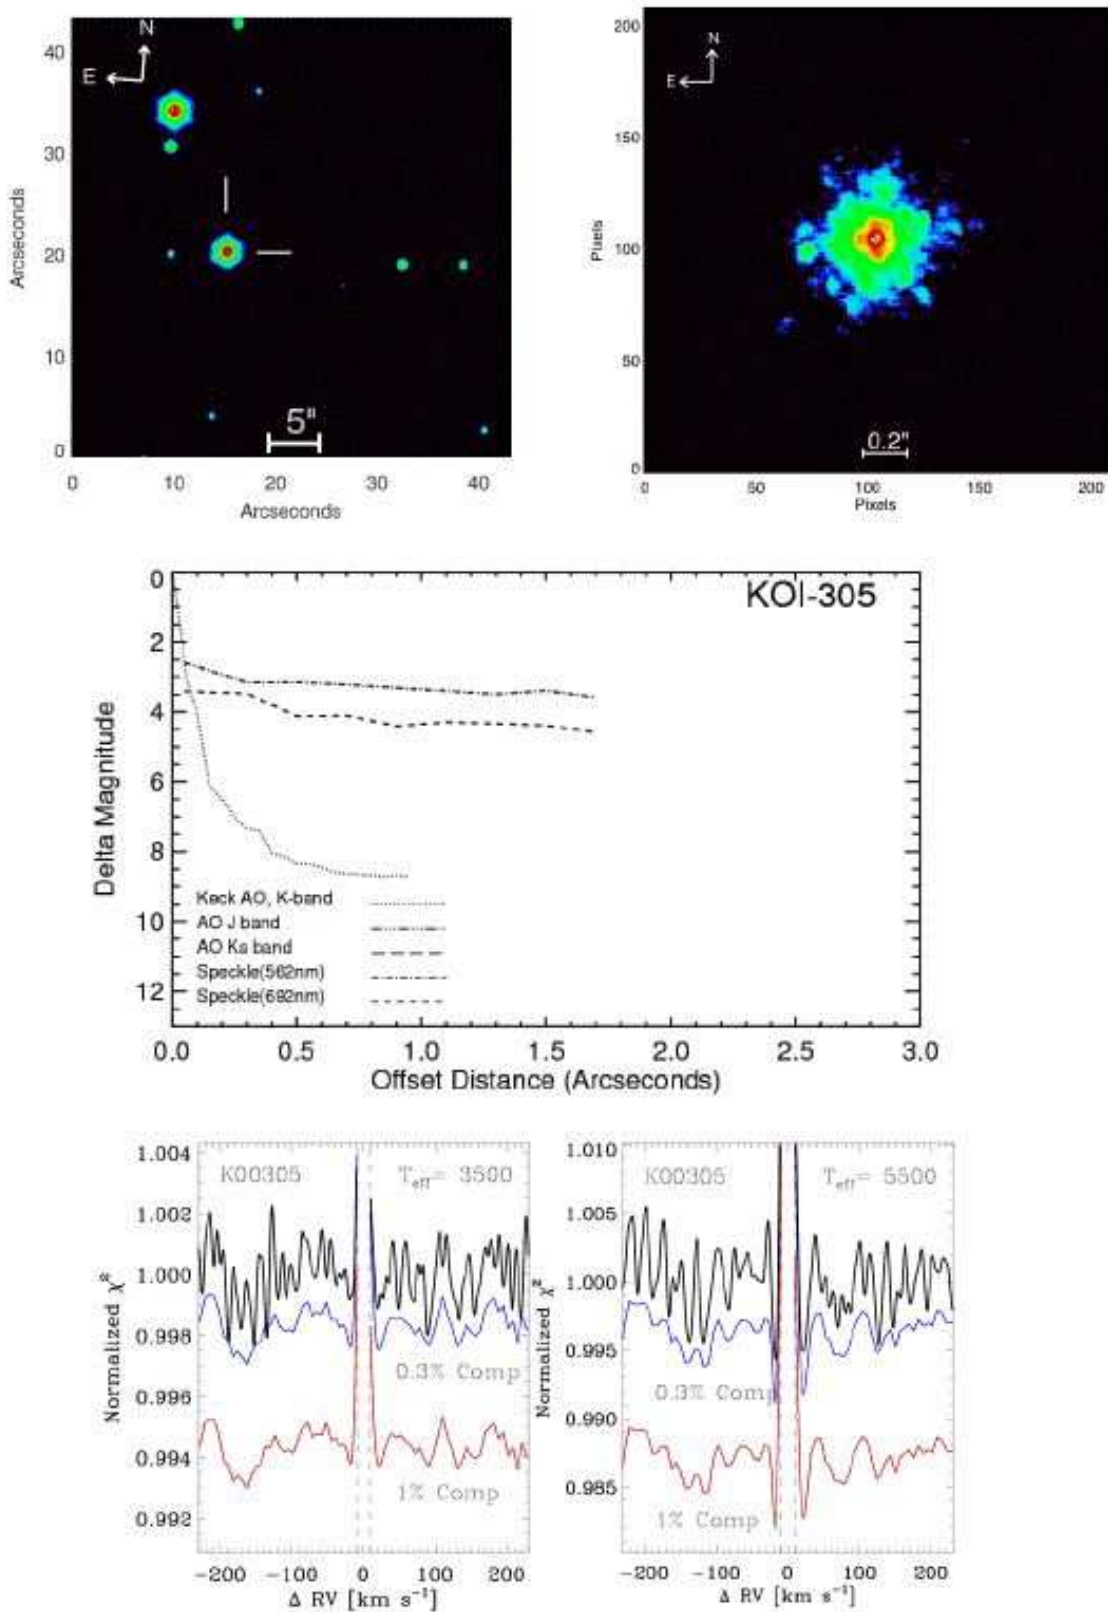 N
E
40
30
20
10
0
Arcseconds
5"
0
10
20
30
40
Arcseconds
N
E
200
150
100
50
0
Pixels
0.2"
0
50
100
150
200
Pixels
KOI-305
0
2
4
6
8
10
12
Delta Magnitude
Keck AO, K-band
AO J band
AO Ks band
Speckle(562nm)
Speckle(692nm)
0.0
0.5
1.0
1.5
2.0
2.5
3.0
Offset Distance (Arcseconds)
K00305
T_eff= 3500
1.004
1.002
1.000
0.998
0.996
0.994
0.992
Normalized χ²
0.3% Comp
1% Comp
-200
-100
0
100
200
Δ RV [km s⁻¹]
K00305
T_eff= 5500
1.010
1.005
1.000
0.995
0.990
0.985
Normalized χ²
0.3% Comp
1% Comp
-200
-100
0
100
200
Δ RV [km s⁻¹]